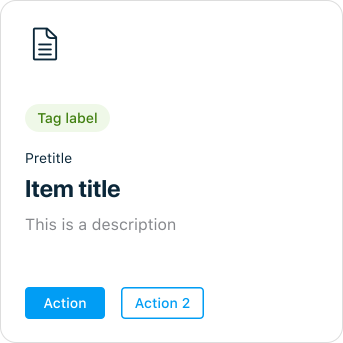 Tag label
Pretitle
Item title
This is a description
Action
Action 2